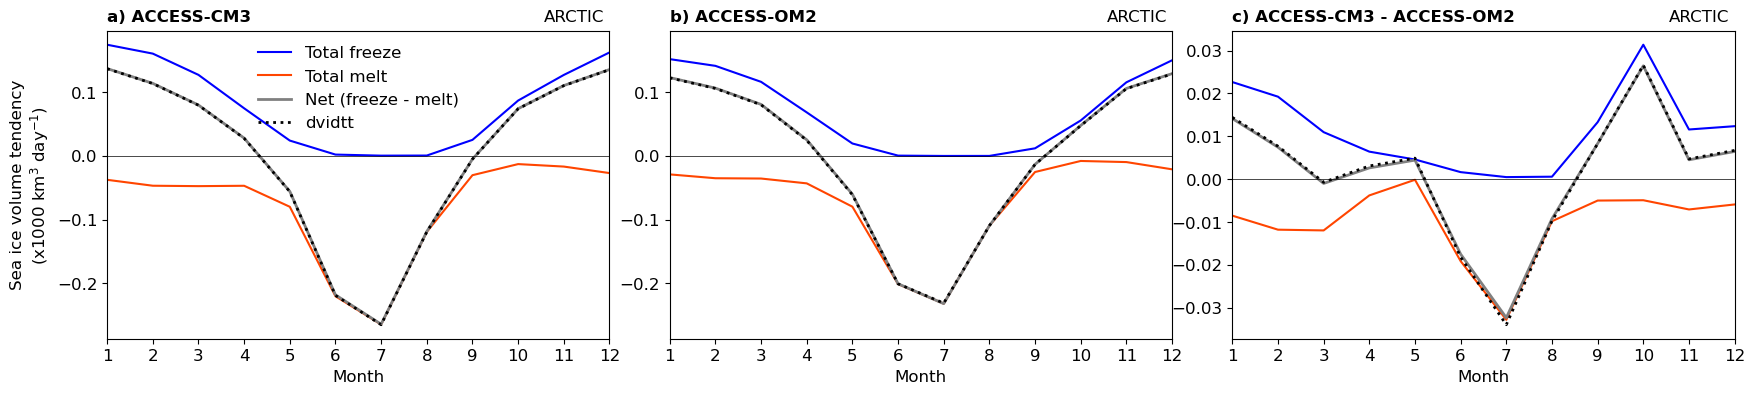 a) ACCESS-CM3 ARCTIC
b) ACCESS-OM2 ARCTIC
c) ACCESS-CM3 - ACCESS-OM2 ARCTIC
Sea ice volume tendency
(x1000 km³ day⁻¹)
0.1
0.0
−0.1
−0.2
Total freeze
Total melt
Net (freeze - melt)
dvidtt
1 2 3 4 5 6 7 8 9 10 11 12
Month
0.1
0.0
−0.1
−0.2
1 2 3 4 5 6 7 8 9 10 11 12
Month
0.03
0.02
0.01
0.00
−0.01
−0.02
−0.03
1 2 3 4 5 6 7 8 9 10 11 12
Month